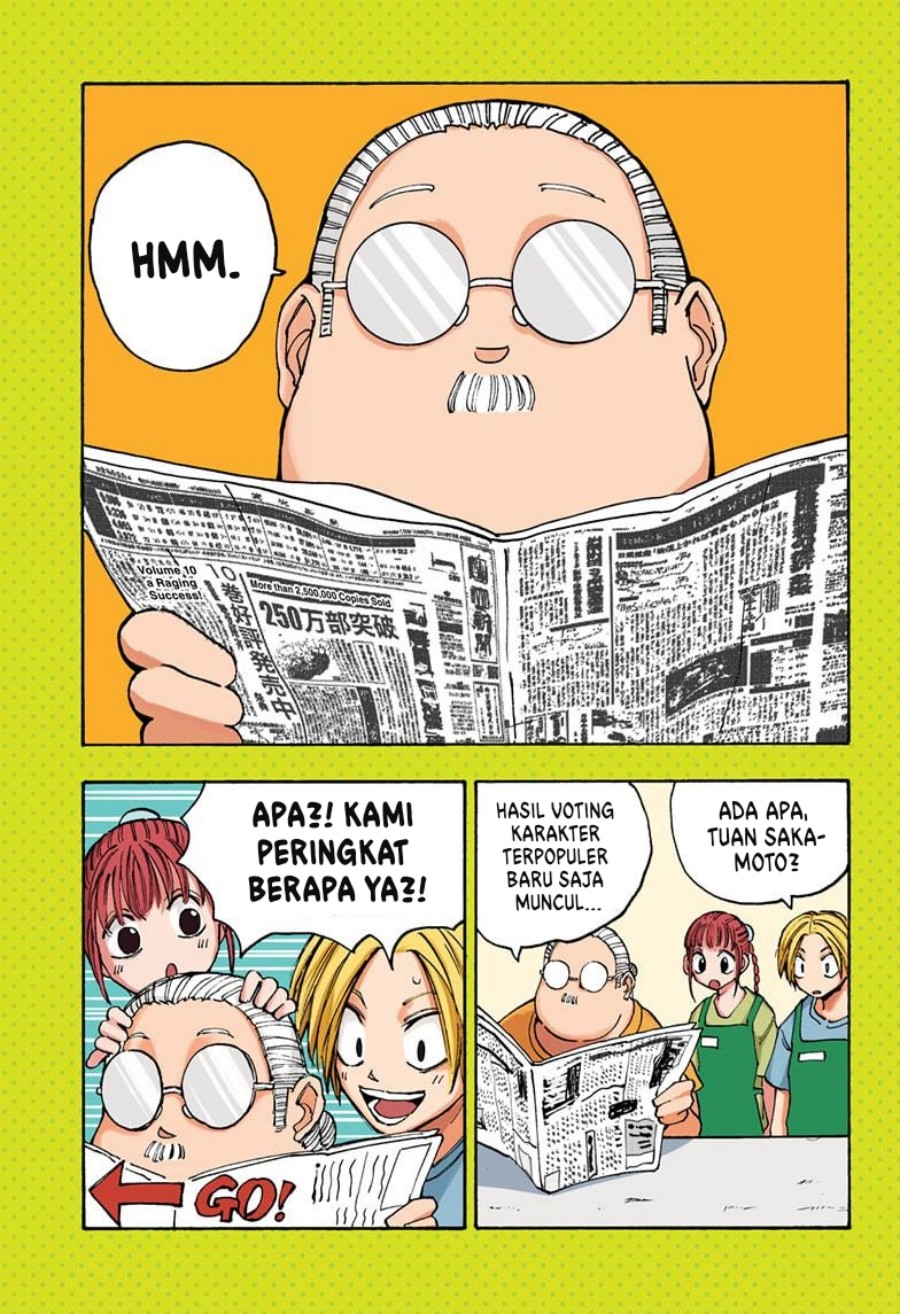 HMM.
Volume 10
a Raging
Success!
10巻好評発売中
More than 2,500,000 Copies Sold
250万部突破
ADA APA,
TUAN SAKA-
MOTO?
HASIL VOTING
KARAKTER
TERPOPULER
BARU SAJA
MUNCUL...
APA?! KAMI
PERINGKAT
BERAPA YA?!
GO!